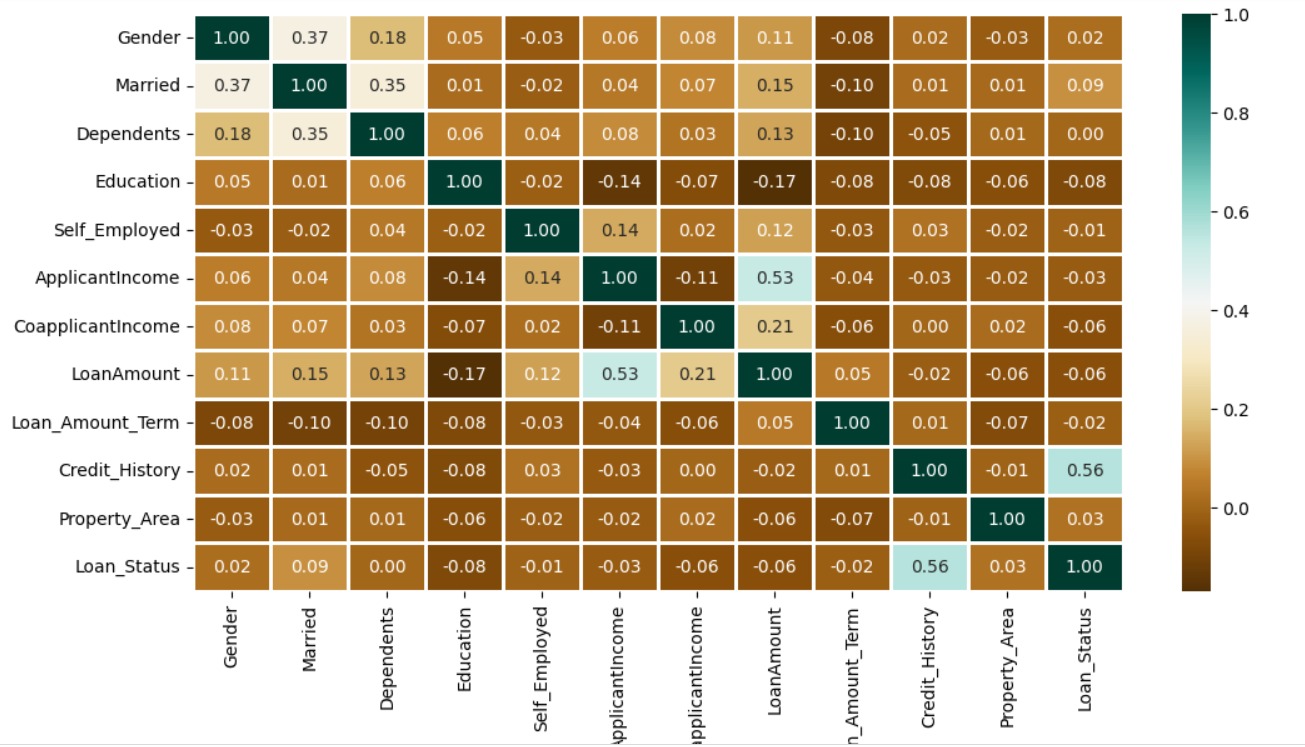 Gender 1.00 0.37 0.18 0.05 -0.03 0.06 0.08 0.11 -0.08 0.02 -0.03 0.02
Married 0.37 1.00 0.35 0.01 -0.02 0.04 0.07 0.15 -0.10 0.01 0.01 0.09
Dependents 0.18 0.35 1.00 0.06 0.04 0.08 0.03 0.13 -0.10 -0.05 0.01 0.00
Education 0.05 0.01 0.06 1.00 -0.02 -0.14 -0.07 -0.17 -0.08 -0.08 -0.06 -0.08
Self_Employed -0.03 -0.02 0.04 -0.02 1.00 0.14 0.02 0.12 -0.03 0.03 -0.02 -0.01
ApplicantIncome 0.06 0.04 0.08 -0.14 0.14 1.00 -0.11 0.53 -0.04 -0.03 -0.02 -0.03
CoapplicantIncome 0.08 0.07 0.03 -0.07 0.02 -0.11 1.00 0.21 -0.06 0.00 0.02 -0.06
LoanAmount 0.11 0.15 0.13 -0.17 0.12 0.53 0.21 1.00 0.05 -0.02 -0.06 -0.06
Loan_Amount_Term -0.08 -0.10 -0.10 -0.08 -0.03 -0.04 -0.06 0.05 1.00 0.01 -0.07 -0.02
Credit_History 0.02 0.01 -0.05 -0.08 0.03 -0.03 0.00 -0.02 0.01 1.00 -0.01 0.56
Property_Area -0.03 0.01 0.01 -0.06 -0.02 -0.02 0.02 -0.06 -0.07 -0.01 1.00 0.03
Loan_Status 0.02 0.09 0.00 -0.08 -0.01 -0.03 -0.06 -0.06 -0.02 0.56 0.03 1.00
Gender
Married
Dependents
Education
Self_Employed
ApplicantIncome
applicantIncome
LoanAmount
n_Amount_Term
Credit_History
Property_Area
Loan_Status
1.0
0.8
0.6
0.4
0.2
0.0